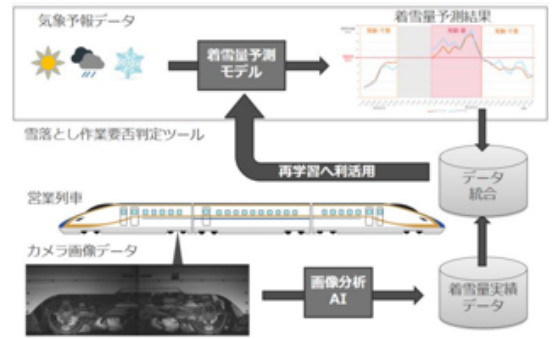 気象予報データ
着雪量予測結果
着雪量予測
モデル
雪落とし作業要否判定ツール
再学習へ利活用
データ
統合
営業列車
カメラ画像データ
画像分析
AI
着雪量実績
データ